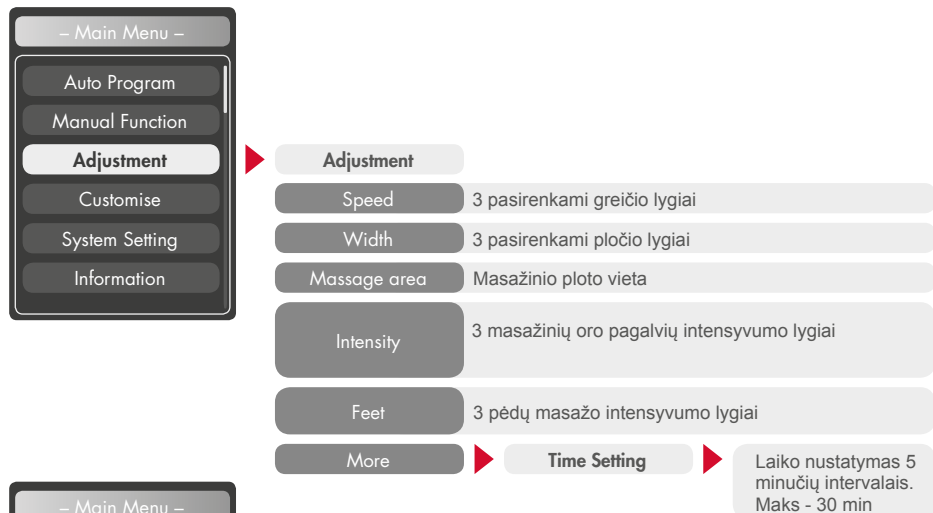 – Main Menu –
Auto Program
Manual Function
Adjustment
Customise
System Setting
Information
Adjustment
Speed
3 pasirenkami greičio lygiai
Width
3 pasirenkami pločio lygiai
Massage area
Masažinio ploto vieta
Intensity
3 masažinių oro pagalvių intensyvumo lygiai
Feet
3 pėdų masažo intensyvumo lygiai
More
Time Setting
Laiko nustatymas 5
minučių intervalais.
Maks - 30 min
– Main Menu –